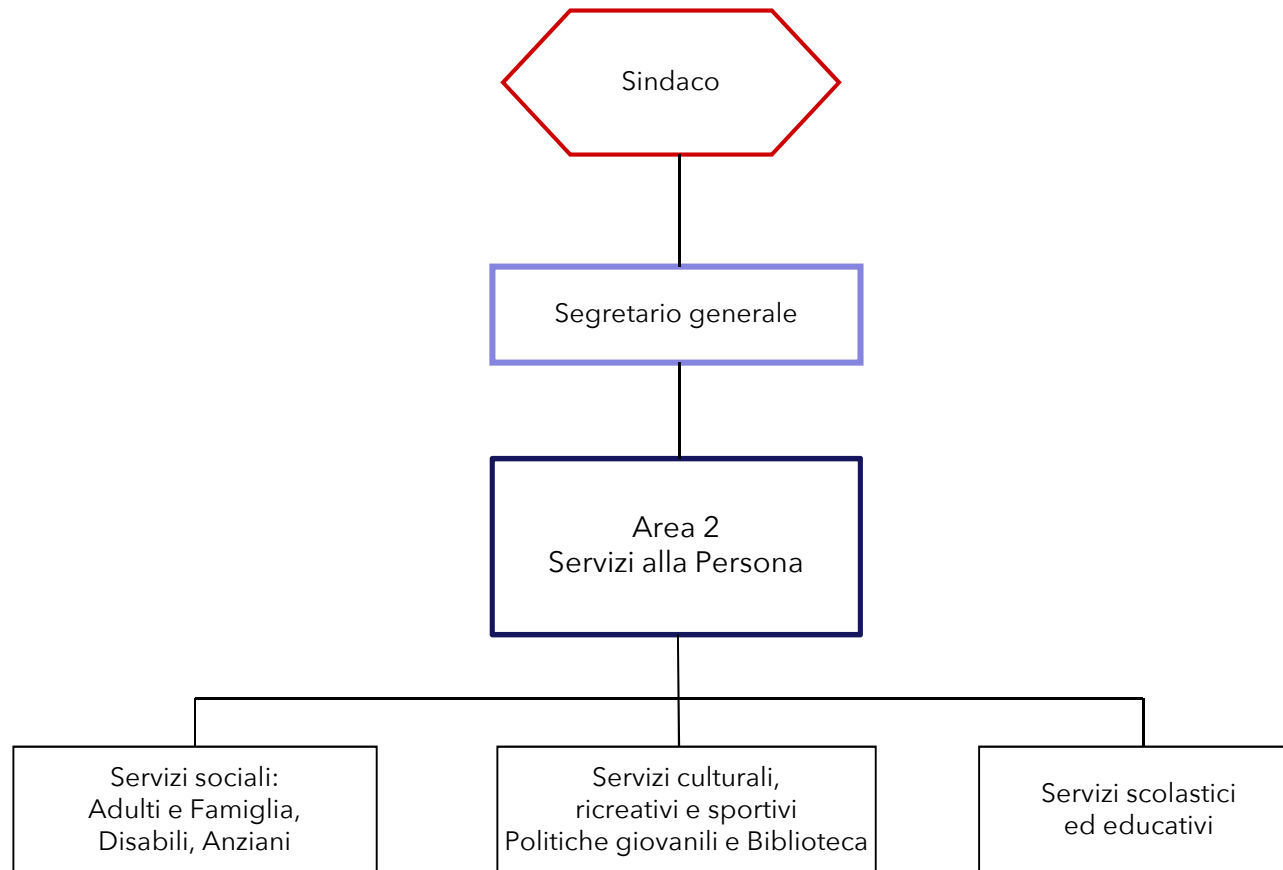 Sindaco
Segretario generale
Area 2
Servizi alla Persona
Servizi sociali:
Adulti e Famiglia,
Disabili, Anziani
Servizi culturali,
ricreativi e sportivi
Politiche giovanili e Biblioteca
Servizi scolastici
ed educativi